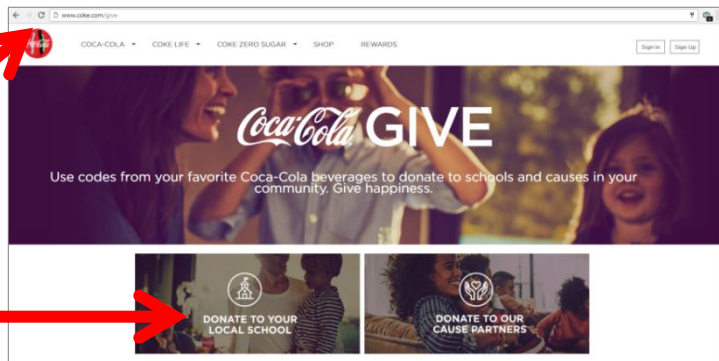 www.coke.com/give
COCA-COLA COKE LIFE COKE ZERO SUGAR SHOP REWARDS Sign In Sign Up
Coca-Cola GIVE
Use codes from your favorite Coca-Cola beverages to donate to schools and causes in your
community. Give happiness.
DONATE TO YOUR
LOCAL SCHOOL
DONATE TO OUR
CAUSE PARTNERS